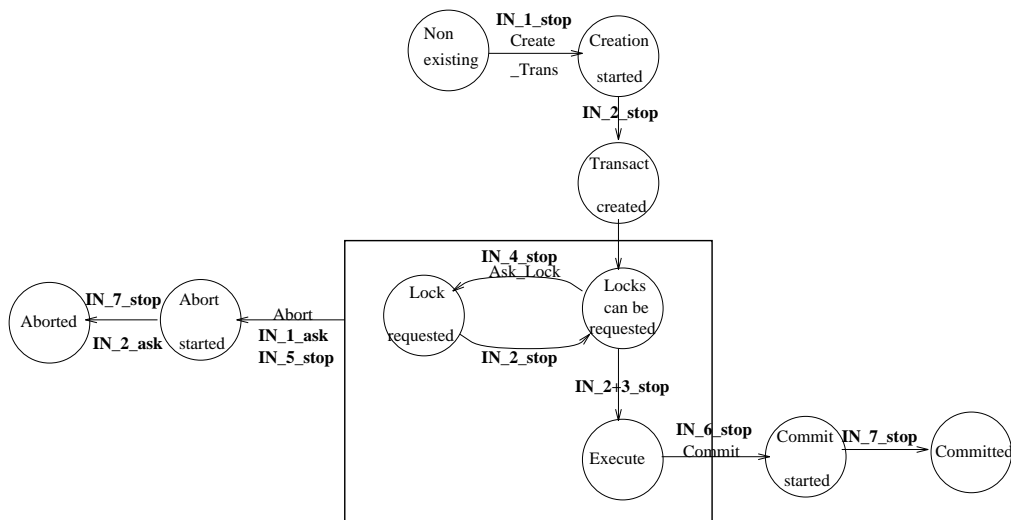 IN_1_stop
Non
existing
Create
_Trans
Creation
started
IN_2_stop
Transact
created
IN_4_stop
Ask_Lock
Lock
requested
Locks
can be
requested
IN_2_stop
IN_7_stop
Aborted
IN_2_ask
Abort
started
Abort
IN_1_ask
IN_5_stop
IN_2+3_stop
Execute
IN_6_stop
Commit
Commit
started
IN_7_stop
Committed